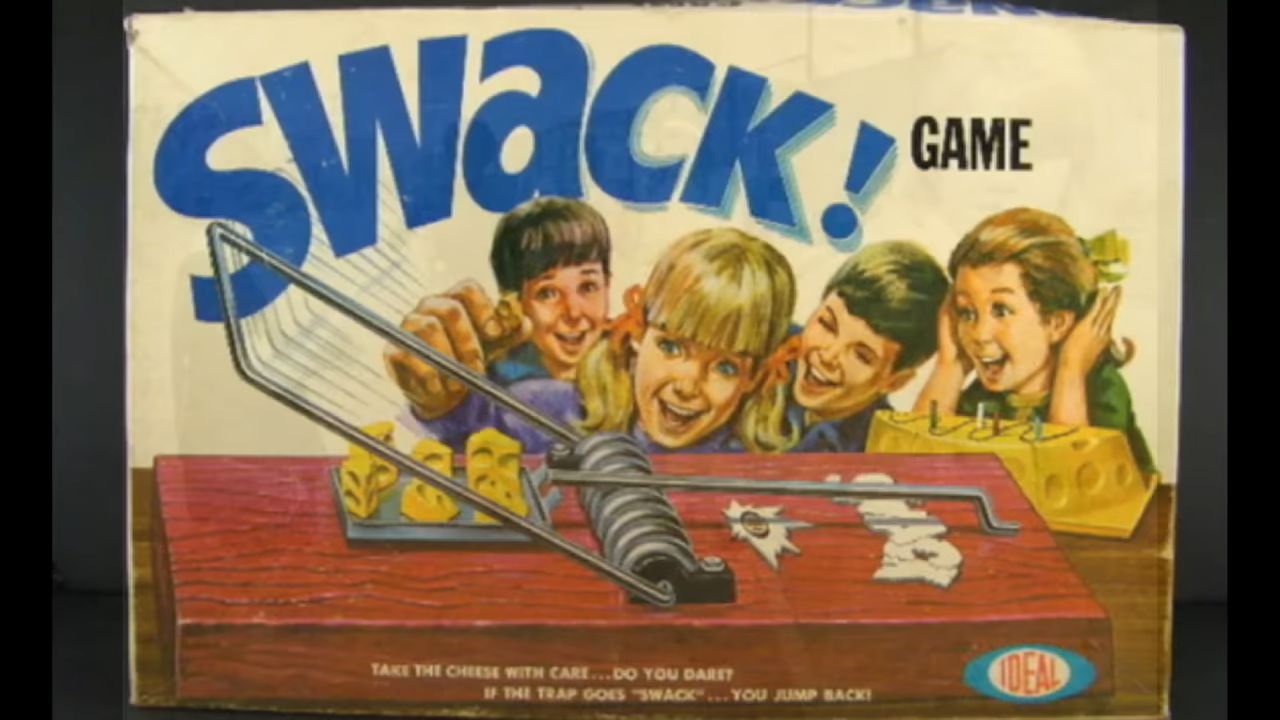 SWACK!
GAME
TAKE THE CHEESE WITH CARE...DO YOU DARE?
IF THE TRAP GOES "SWACK"...YOU JUMP BACK!
IDEAL